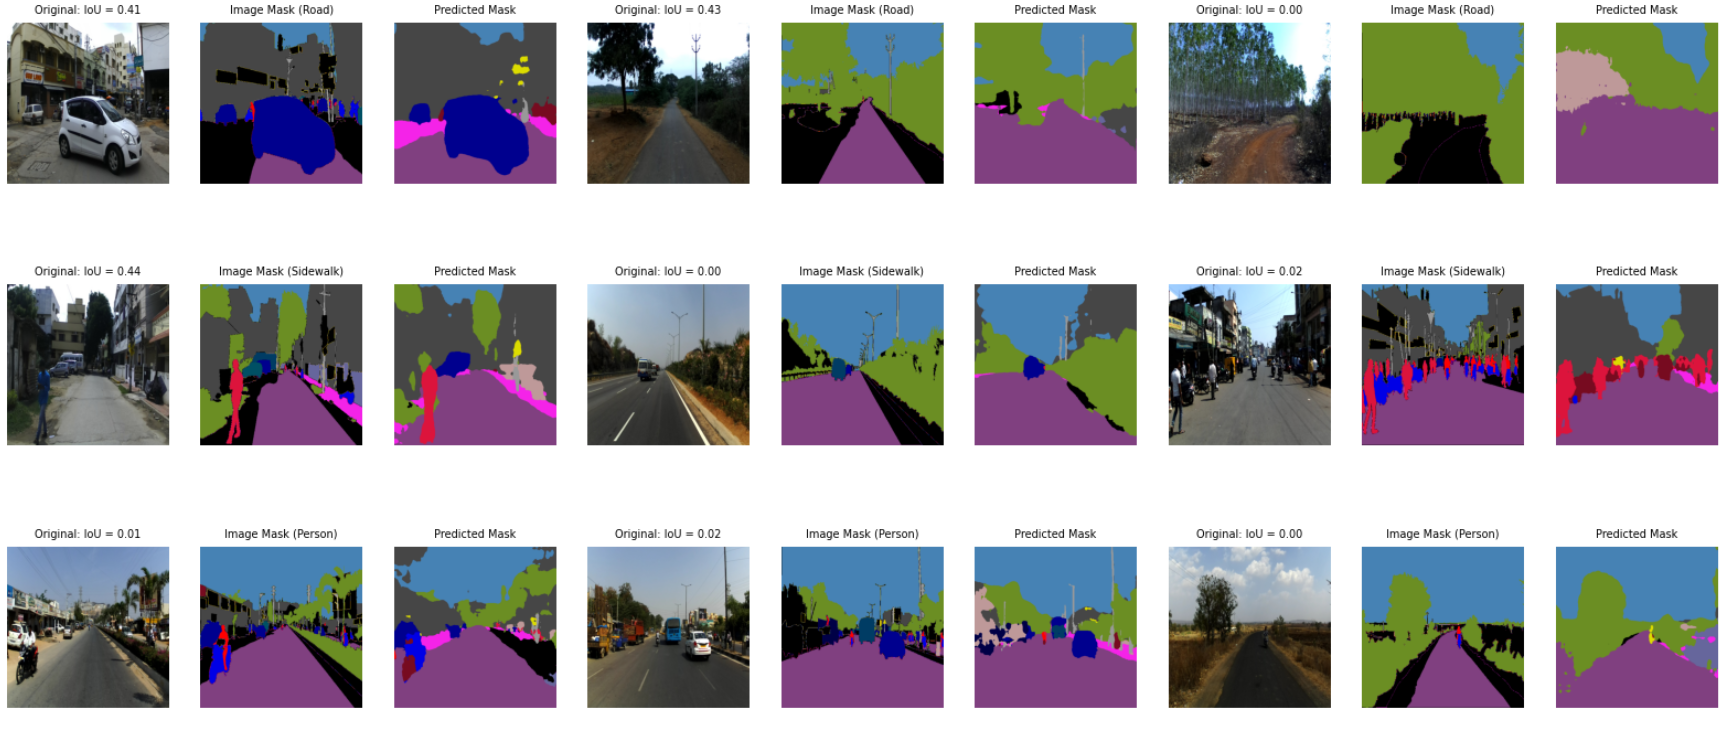 Original: IoU = 0.41 Image Mask (Road) Predicted Mask Original: IoU = 0.43 Image Mask (Road) Predicted Mask Original: IoU = 0.00 Image Mask (Road) Predicted Mask
Original: IoU = 0.44 Image Mask (Sidewalk) Predicted Mask Original: IoU = 0.00 Image Mask (Sidewalk) Predicted Mask Original: IoU = 0.02 Image Mask (Sidewalk) Predicted Mask
Original: IoU = 0.01 Image Mask (Person) Predicted Mask Original: IoU = 0.02 Image Mask (Person) Predicted Mask Original: IoU = 0.00 Image Mask (Person) Predicted Mask